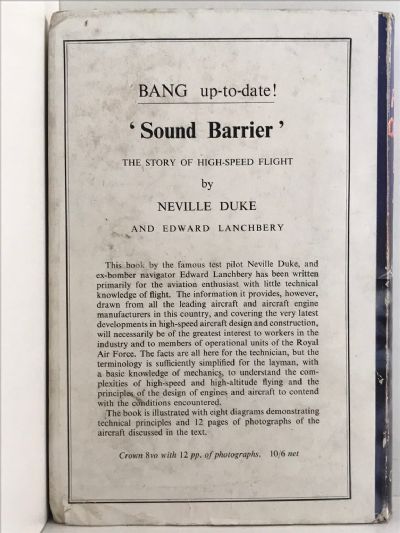 BANG up-to-date!
‘Sound Barrier’
THE STORY OF HIGH-SPEED FLIGHT
by
NEVILLE DUKE
AND EDWARD LANCHBERY
This book by the famous test pilot Neville Duke, and
ex-bomber navigator Edward Lanchbery has been written
primarily for the aviation enthusiast with little technical
knowledge of flight. The information it provides, however,
drawn from all the leading aircraft and aircraft engine
manufacturers in this country, and covering the very latest
developments in high-speed aircraft design and construction,
will necessarily be of the greatest interest to workers in the
industry and to members of operational units of the Royal
Air Force. The facts are all here for the technician, but the
terminology is sufficiently simplified for the layman, with
a basic knowledge of mechanics, to understand the com-
plexities of high-speed and high-altitude flying and the
principles of the design of engines and aircraft to contend
with the conditions encountered.
The book is illustrated with eight diagrams demonstrating
technical principles and 12 pages of photographs of the
aircraft discussed in the text.
Crown 8vo with 12 pp. of photographs. 10/6 net